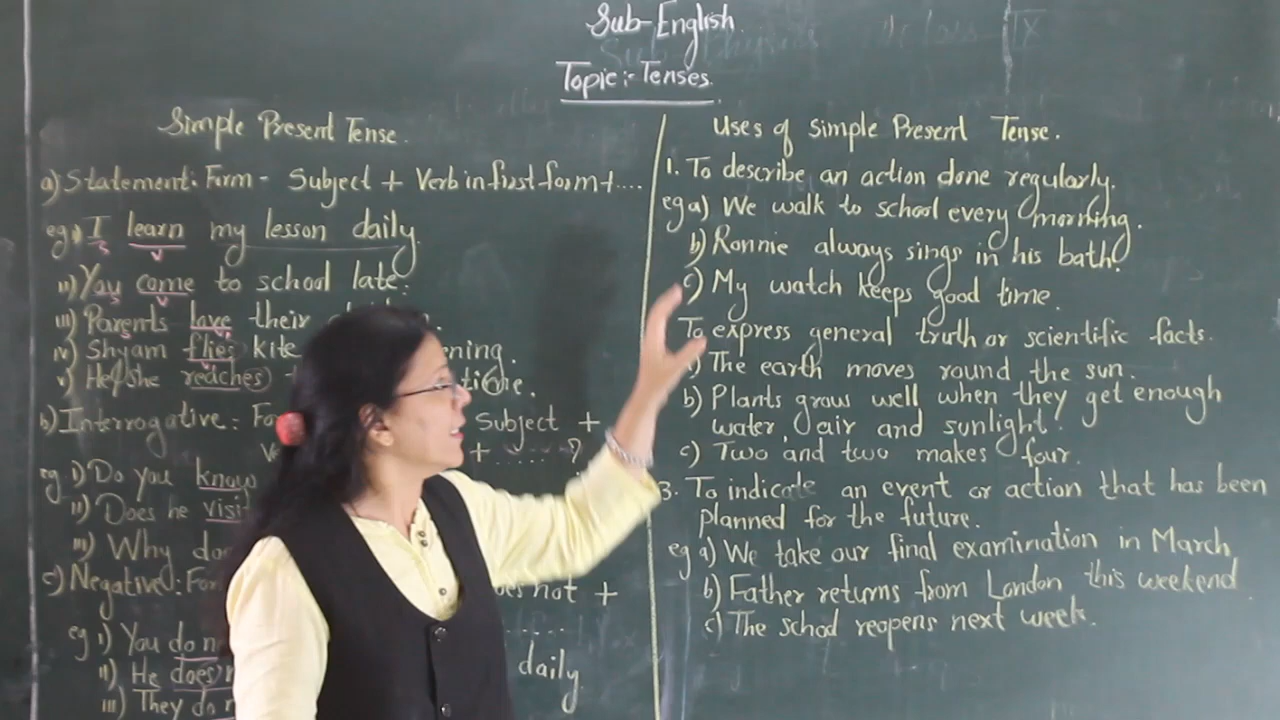 Sub-English.
Topic:- Tenses.
Simple Present Tense.
a) Statement: Form - Subject + Verb in first form + ....
eg i) I learn my lesson daily.
S V
ii) You come to school late.
S V
iii) Parents love their
iv) Shyam flies kite ening.
v) He/she reaches)
b) Interrogative: Fo Subject +
+ ...... ?
eg i) Do you know
ii) Does he visi
iii) Why do
c) Negative: For oes not +
......
eg i) You do n
ii) He does n daily
iii) They do n
Uses of Simple Present Tense.
1. To describe an action done regularly.
eg a) We walk to school every morning.
b) Ronnie always sings in his bath.
c) My watch keeps good time.
To express general truth or scientific facts.
) The earth moves round the sun.
b) Plants grow well when they get enough
water, air and sunlight.
c) Two and two makes four.
3. To indicate an event or action that has been
planned for the future.
eg a) We take our final examination in March,
b) Father returns from London this weekend.
c) The school reopens next week.